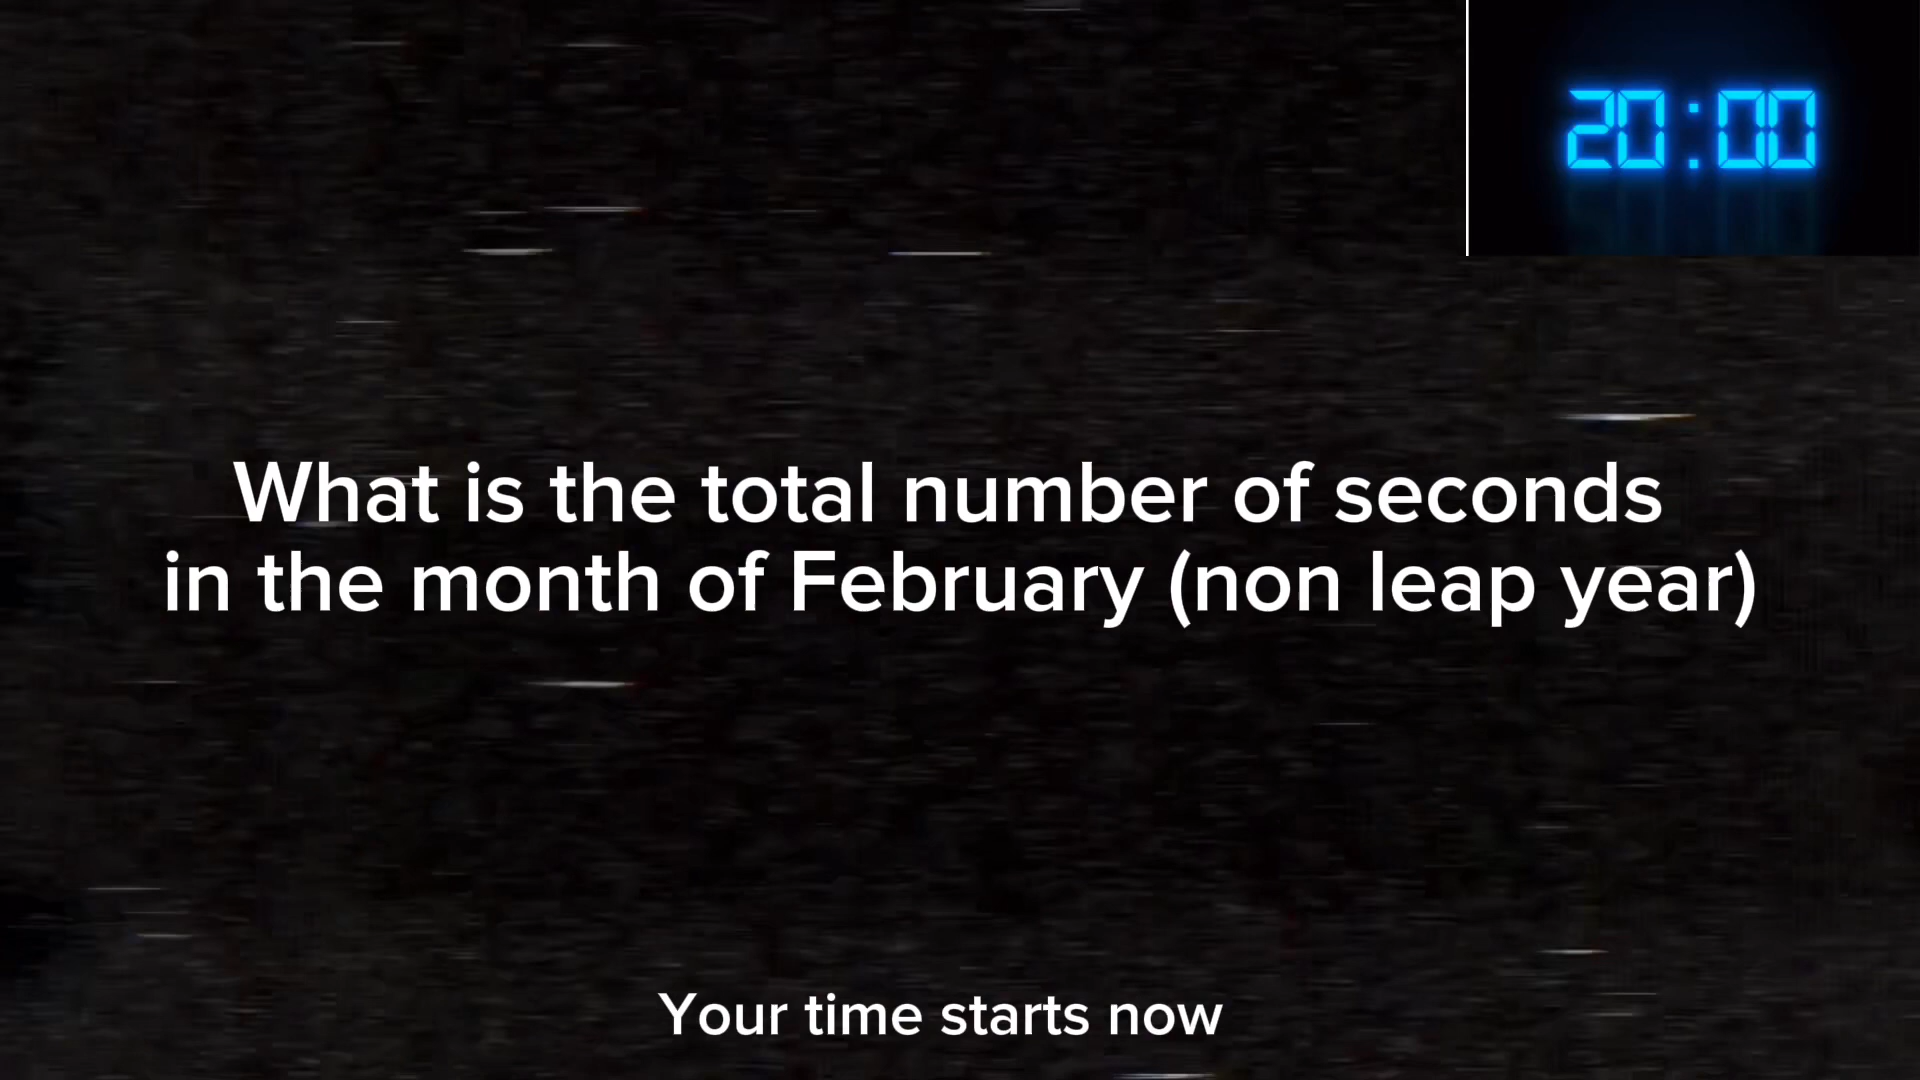 20:00
What is the total number of seconds
in the month of February (non leap year)
Your time starts now